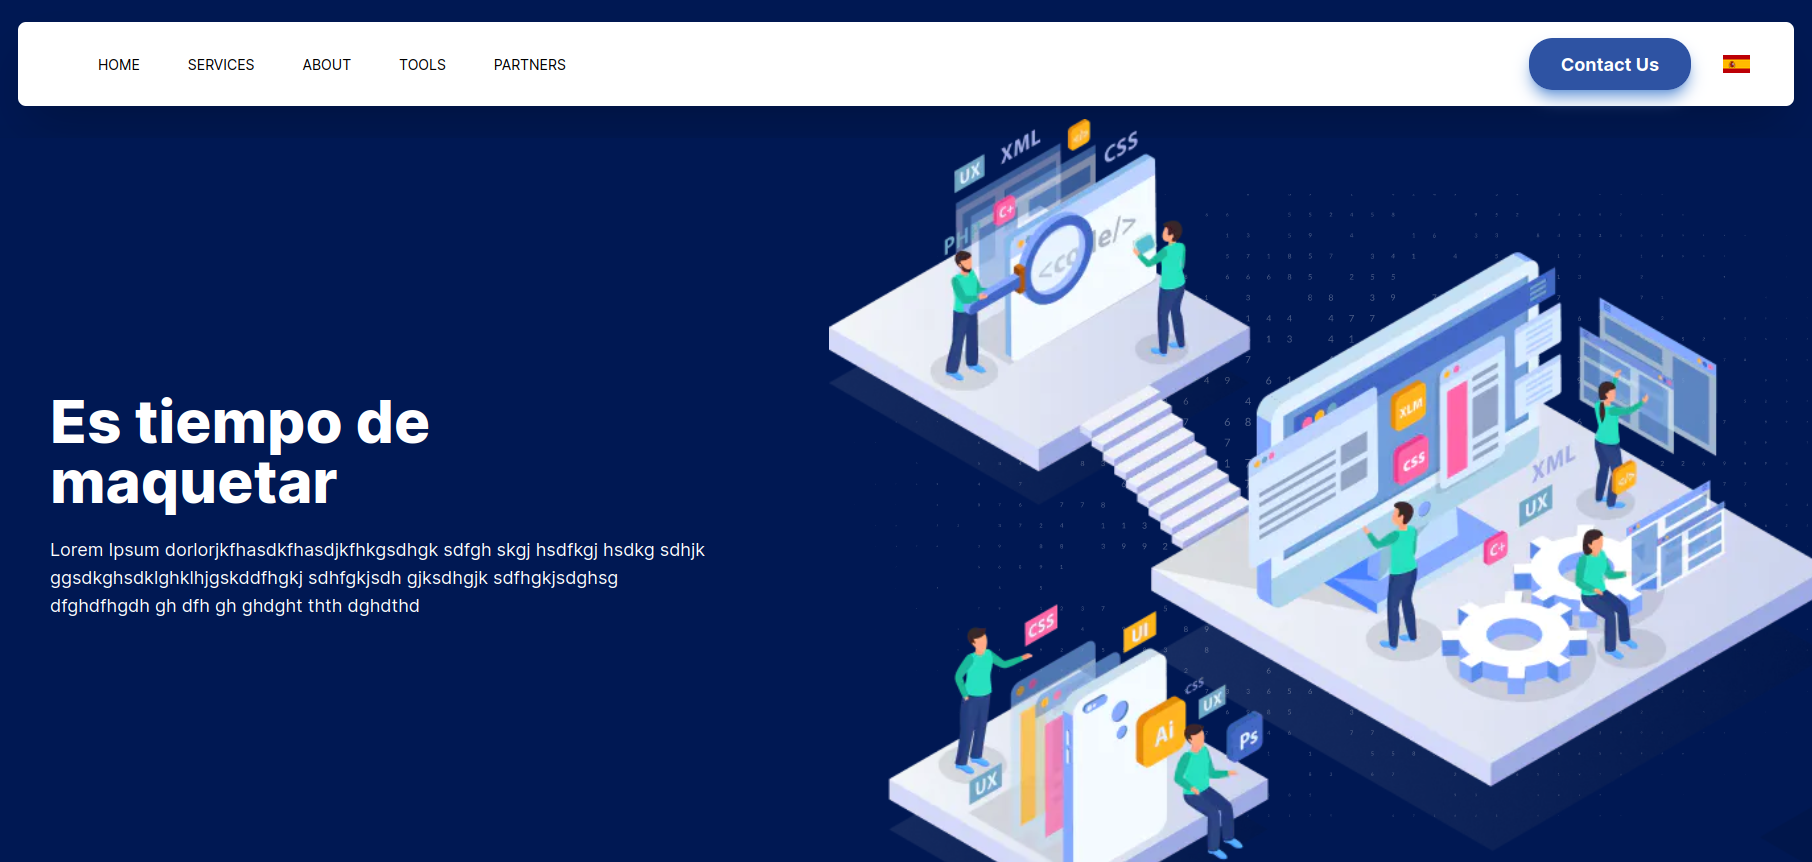 HOME SERVICES ABOUT TOOLS PARTNERS Contact Us
XML
</>
CSS
UX
C+
<code/>
Es tiempo de
maquetar
Lorem Ipsum dorlorjkfhasdkfhasdjkfhkgsdhgk sdfgh skgj hsdfkgj hsdkg sdhjk
ggsdkghsdklghklhjgskddfhgkj sdhfgkjsdh gjksdhgjk sdfhgkjsdghsg
dfghdfhgdh gh dfh gh ghdght thth dghdthd
XLM
CSS
XML
</>
UX
C+
CSS
UI
CSS
UX
Ai
Ps
UX